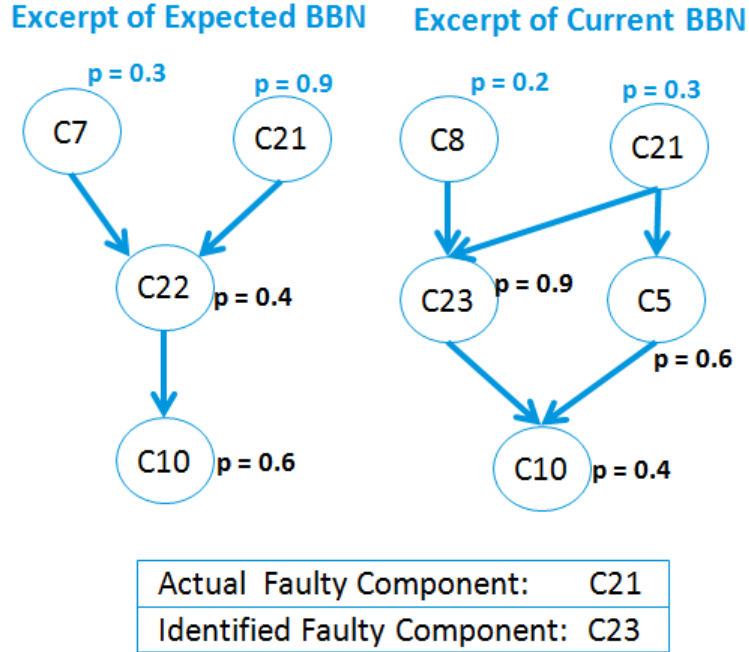 Excerpt of Expected BBN
Excerpt of Current BBN
p = 0.3
p = 0.9
C7
C21
C22
p = 0.4
C10
p = 0.6
p = 0.2
p = 0.3
C8
C21
C23
p = 0.9
C5
p = 0.6
C10
p = 0.4
Actual Faulty Component: C21
Identified Faulty Component: C23